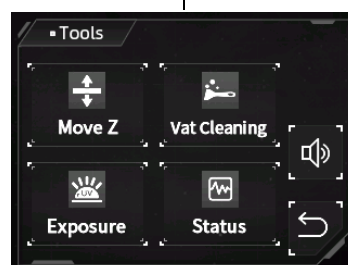 Tools
Move Z
Vat Cleaning
UV
Exposure
Status